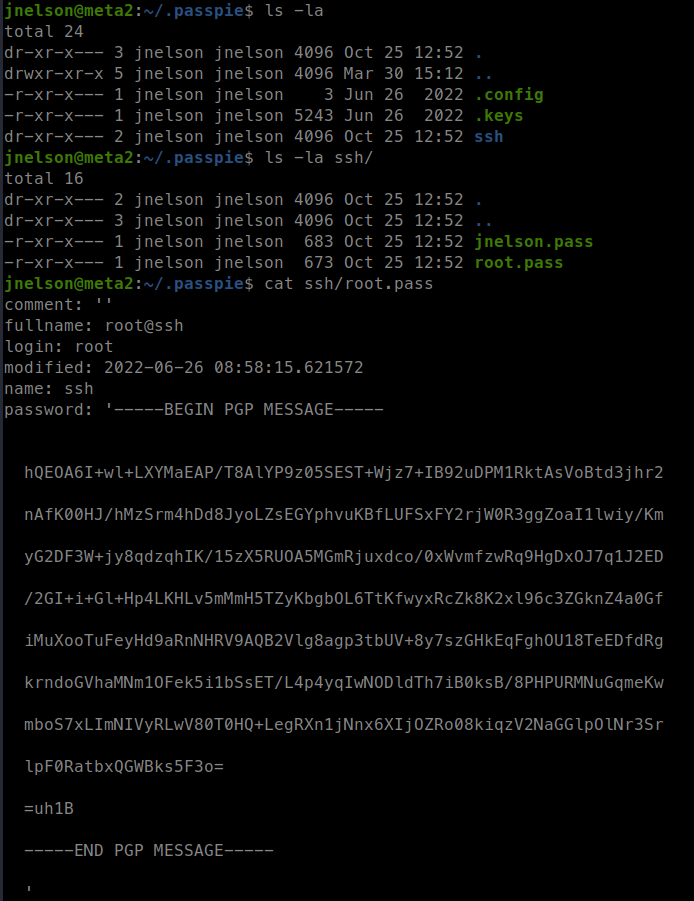 jnelson@meta2:~/.passpie$ ls -la
total 24
dr-xr-x--- 3 jnelson jnelson 4096 Oct 25 12:52 .
drwxr-xr-x 5 jnelson jnelson 4096 Mar 30 15:12 ..
-r-xr-x--- 1 jnelson jnelson    3 Jun 26  2022 .config
-r-xr-x--- 1 jnelson jnelson 5243 Jun 26  2022 .keys
dr-xr-x--- 2 jnelson jnelson 4096 Oct 25 12:52 ssh
jnelson@meta2:~/.passpie$ ls -la ssh/
total 16
dr-xr-x--- 2 jnelson jnelson 4096 Oct 25 12:52 .
dr-xr-x--- 3 jnelson jnelson 4096 Oct 25 12:52 ..
-r-xr-x--- 1 jnelson jnelson  683 Oct 25 12:52 jnelson.pass
-r-xr-x--- 1 jnelson jnelson  673 Oct 25 12:52 root.pass
jnelson@meta2:~/.passpie$ cat ssh/root.pass
comment: ''
fullname: root@ssh
login: root
modified: 2022-06-26 08:58:15.621572
name: ssh
password: '-----BEGIN PGP MESSAGE-----
hQEOA6I+wl+LXYMaEAP/T8AlYP9z05SEST+Wjz7+IB92uDPM1RktAsVoBtd3jhr2
nAfK00HJ/hMzSrm4hDd8JyoLZsEGYphvuKBfLUFSxFY2rjW0R3ggZoaI1lwiy/Km
yG2DF3W+jy8qdzqhIK/15zX5RUOA5MGmRjuxdco/0xWvmfzwRq9HgDxOJ7q1J2ED
/2GI+i+Gl+Hp4LKHLv5mMmH5TZyKbgbOL6TtKfwyxRcZk8K2xl96c3ZGknZ4a0Gf
iMuXooTuFeyHd9aRnNHRV9AQB2Vlg8agp3tbUV+8y7szGHkEqFghOU18TeEDfdRg
krndoGVhaMNm1OFek5i1bSsET/L4p4yqIwNODldTh7iB0ksB/8PHPURMNuGqmeKw
mboS7xLImNIVyRLwV80T0HQ+LegRXn1jNnx6XIjOZRo08kiqzV2NaGGlpOlNr3Sr
lpF0RatbxQGWBks5F3o=
=uh1B
-----END PGP MESSAGE-----
'